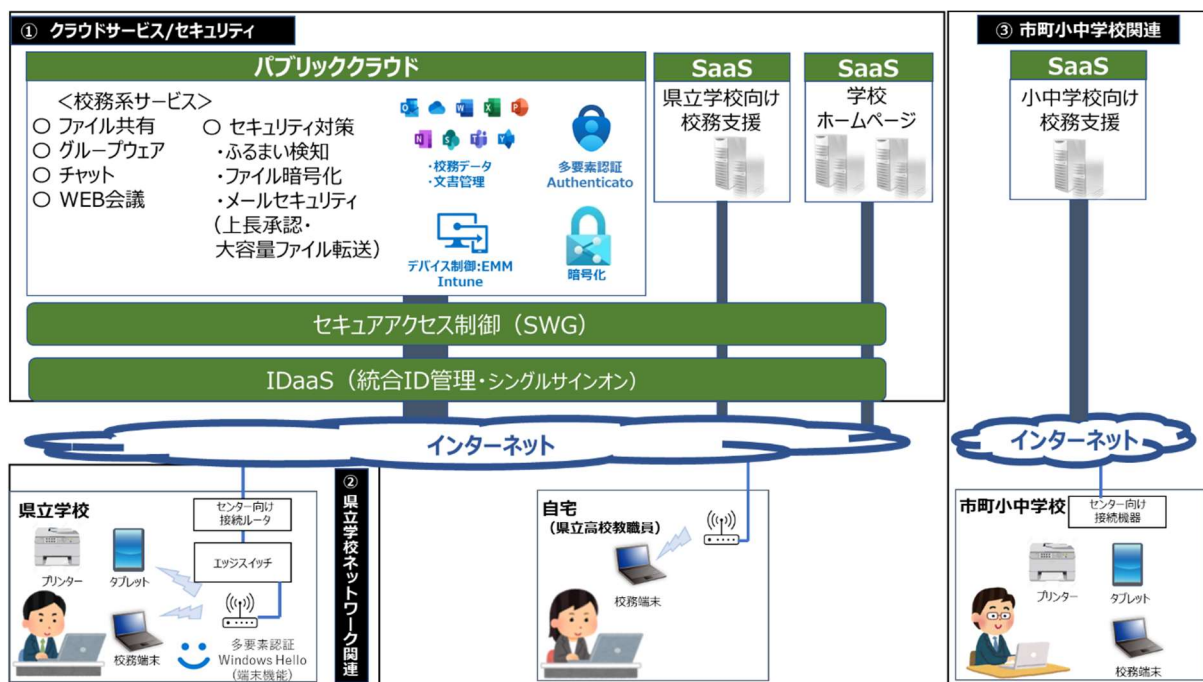 ① クラウドサービス/セキュリティ
パブリッククラウド
＜校務系サービス＞
〇 ファイル共有
〇 グループウェア
〇 チャット
〇 WEB会議
〇 セキュリティ対策
・ふるまい検知
・ファイル暗号化
・メールセキュリティ
（上長承認・
大容量ファイル転送）
・校務データ
・文書管理
多要素認証
Authenticato
デバイス制御:EMM
Intune
暗号化
SaaS
県立学校向け
校務支援
SaaS
学校
ホームページ
セキュアアクセス制御（SWG）
IDaaS（統合ID管理・シングルサインオン）
インターネット
③ 市町小中学校関連
SaaS
小中学校向け
校務支援
インターネット
② 県立学校ネットワーク関連
県立学校
センター向け
接続ルータ
エッジスイッチ
プリンター
タブレット
校務端末
多要素認証
Windows Hello
（端末機能）
自宅
（県立高校教職員）
校務端末
市町小中学校
センター向け
接続機器
プリンター
タブレット
校務端末